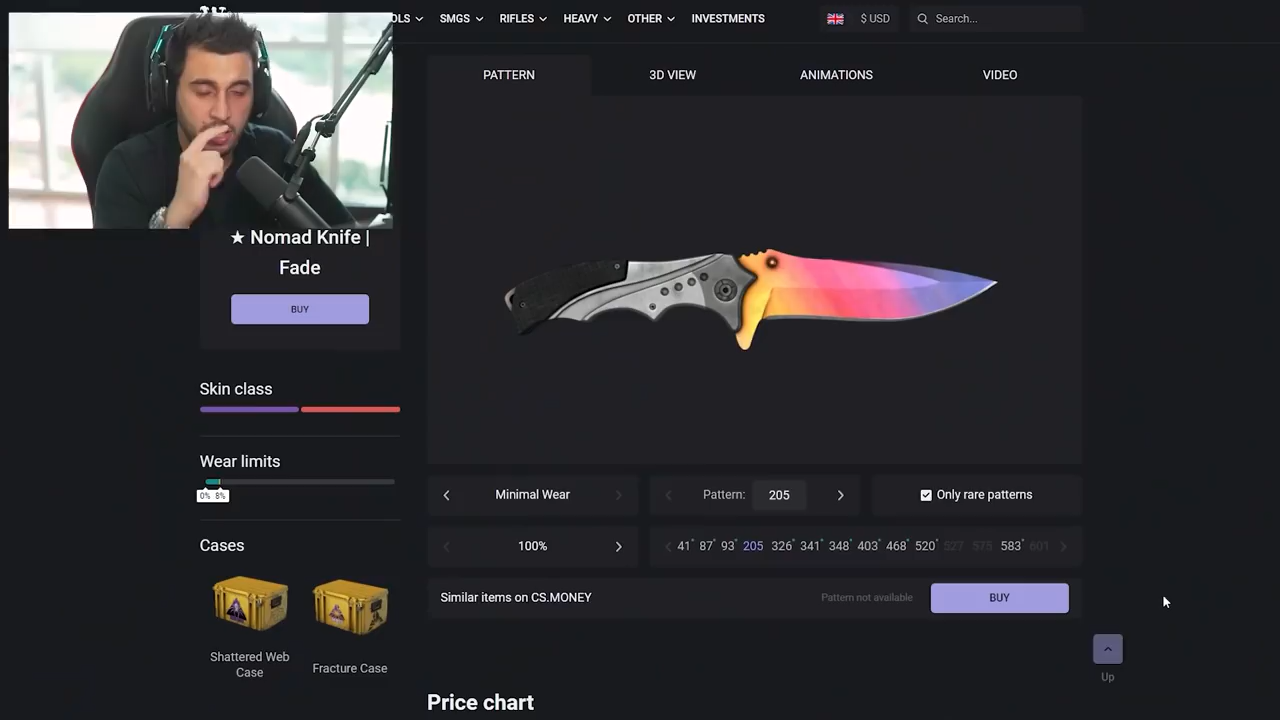 SMGS
RIFLES
HEAVY
OTHER
INVESTMENTS
$ USD
Search...
PATTERN
3D VIEW
ANIMATIONS
VIDEO
★ Nomad Knife |
Fade
BUY
Skin class
Wear limits
0% 8%
Cases
Shattered Web
Case
Fracture Case
Minimal Wear
Pattern: 205
Only rare patterns
100%
41 87 93 205 326 341 348 403 468 520 527 575 583 601
Similar items on CS.MONEY
Pattern not available
BUY
Up
Price chart